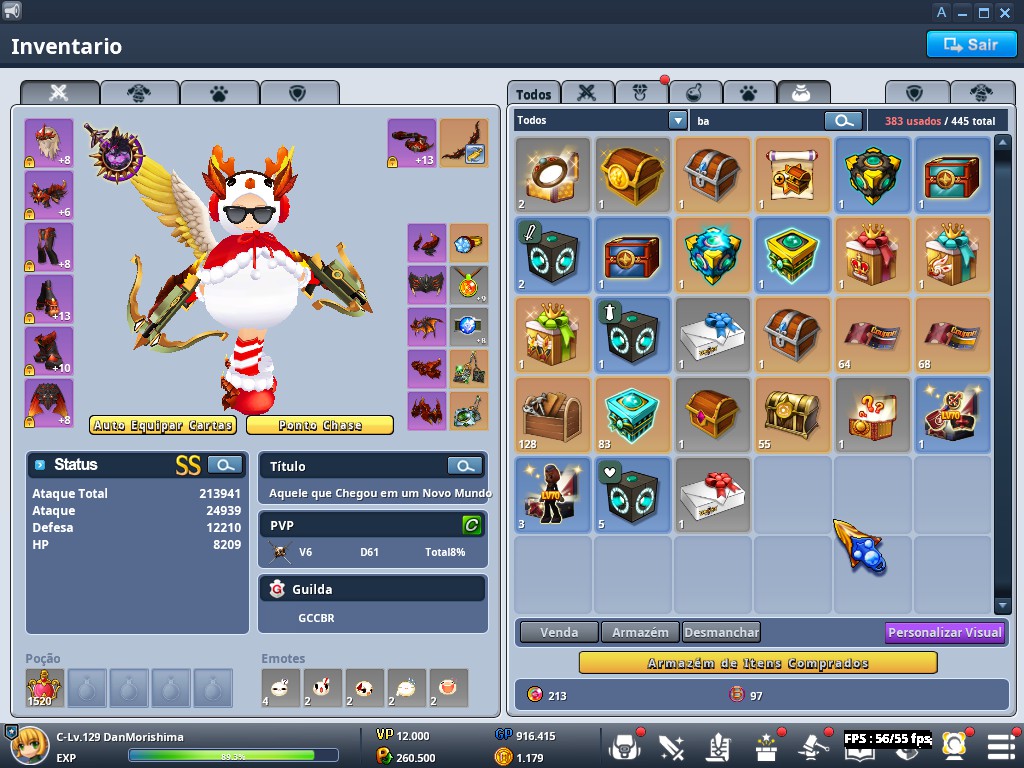 A
Inventario
Sair
Todos
Todos
ba
383 usados / 445 total
+8
+6
+8
+13
+10
+8
+13
+9
+8
Auto Equipar Cartas
Ponto Chase
2
1
1
1
1
1
2
1
1
1
1
1
1
1
1
1
64
68
128
83
1
55
1
LV70
1
LV70
3
5
1
Status
SS
Ataque Total 213941
Ataque 24939
Defesa 12210
HP 8209
Título
Aquele que Chegou em um Novo Mundo
PVP
C
V6 D61 Total8%
G Guilda
GCCBR
Poção
1520
Emotes
4
2
2
2
2
Venda
Armazém
Desmanchar
Personalizar Visual
Armazém de Itens Comprados
213
97
C-Lv.129 DanMorishima
EXP
89.3%
VP 12.000
GP 916.415
260.500
1.179
FPS : 56/55 fps